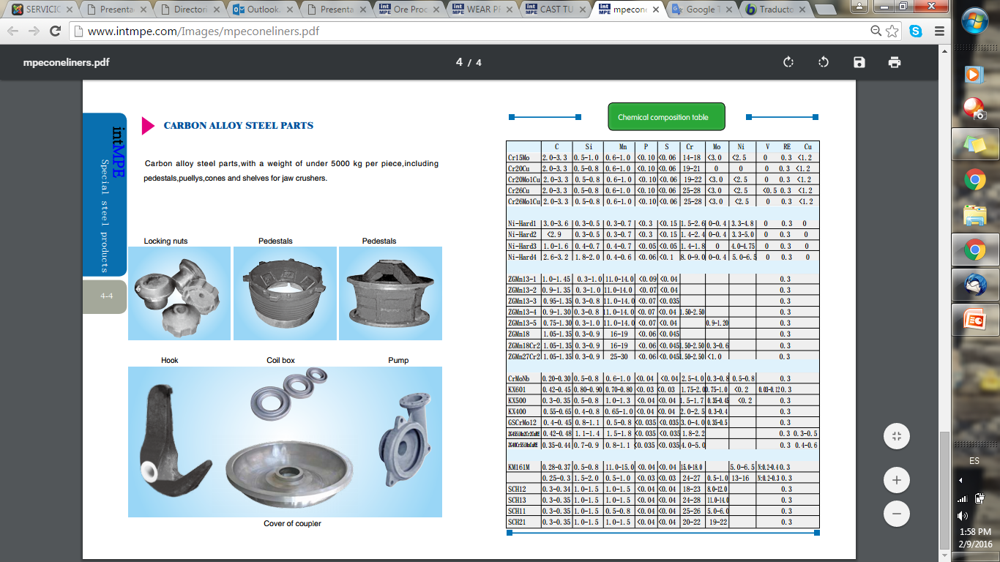 SERVICIO
Presenta
Directori
Outlook.
Presenta
Ore Proc
WEAR PF
CAST TU
mpecone
Google T
Traducto
www.intmpe.com/Images/mpeconeliners.pdf
mpeconeliners.pdf
4 / 4
intMPE
Special steel products
4-4
CARBON ALLOY STEEL PARTS
Carbon alloy steel parts,with a weight of under 5000 kg per piece,including
pedestals,puellys,cones and shelves for jaw crushers.
Locking nuts
Pedestals
Pedestals
Hook
Coil box
Pump
Cover of coupler
Chemical composition table
C Si Mn P S Cr Mo Ni V RE Cu
Cr15Mo 2.0-3.3 0.5-1.0 0.6-1.0 <0.10 <0.06 14-18 <3.0 <2.5 0 0.3 <1.2
Cr20Cu 2.0-3.3 0.5-0.8 0.6-1.0 <0.10 <0.06 19-21 0 0 0 0.3 <1.2
Cr20Mo1Cu 2.0-3.3 0.5-0.8 0.6-1.0 <0.10 <0.06 19-22 <3.0 <2.5 0 0.3 <1.2
Cr26Cu 2.0-3.3 0.5-0.8 0.6-1.0 <0.10 <0.06 25-28 <3.0 <2.5 <0.5 0.3 <1.2
Cr26Mo1Cu 2.0-3.3 0.5-0.8 0.6-1.0 <0.10 <0.06 25-28 <3.0 <2.5 0 0.3 <1.2
Ni-Hard1 3.0-3.6 0.3-0.5 0.3-0.7 <0.3 <0.15 1.5-2.6 0-0.4 3.3-4.8 0 0.3 0
Ni-Hard2 <2.9 0.3-0.5 0.3-0.7 <0.3 <0.15 1.4-2.4 0-0.4 3.3-5.0 0 0.3 0
Ni-Hard3 1.0-1.6 0.4-0.7 0.4-0.7 <0.05 <0.05 1.4-1.8 0 4.0-4.75 0 0.3 0
Ni-Hard4 2.6-3.2 1.8-2.0 0.4-0.6 <0.06 <0.1 8.0-9.0 0-0.4 5.0-6.5 0 0.3 0
ZGMn13-1 1.0-1.45 0.3-1.0 11.0-14.0 <0.09 <0.04 0.3
ZGMn13-2 0.9-1.35 0.3-1.0 11.0-14.0 <0.07 <0.04 0.3
ZGMn13-3 0.95-1.35 0.3-0.8 11.0-14.0 <0.07 <0.035 0.3
ZGMn13-4 0.9-1.30 0.3-0.8 11.0-14.0 <0.07 <0.04 1.50-2.50 0.3
ZGMn13-5 0.75-1.30 0.3-1.0 11.0-14.0 <0.07 <0.04 0.9-1.20 0.3
ZGMn18 1.05-1.35 0.3-0.9 16-19 <0.06 <0.045 0.3
ZGMn18Cr2 1.05-1.35 0.3-0.9 16-19 <0.06 <0.045 1.50-2.50 0.3-0.6 0.3
ZGMn27Cr2 1.05-1.35 0.3-0.9 25-30 <0.06 <0.045 1.50-2.50 <1.0 0.3
CrMoNb 0.20-0.30 0.5-0.8 0.6-1.0 <0.04 <0.04 2.5-4.0 0.3-0.8 0.5-0.8 0.3
KX601 0.42-0.45 0.80-0.90 0.70-0.80 <0.03 <0.03 1.75-2.0 0.75-1.0 <0.2 0.03-0.12 0.3
KX500 0.3-0.35 0.5-0.8 1.0-1.3 <0.04 <0.04 1.5-1.7 0.35-0.45 <0.2 0.3
KX400 0.55-0.65 0.4-0.8 0.65-1.0 <0.04 <0.04 2.0-2.5 0.3-0.4 0.3
GSCrMo12 0.4-0.45 0.8-1.1 0.5-0.8 <0.035 <0.035 3.0-4.0 0.35-0.5 0.3
0.42-0.48 1.1-1.4 1.5-1.8 <0.035 <0.035 1.8-2.2 0.3 0.3-0.5
0.35-0.44 0.7-0.9 0.8-1.1 <0.035 <0.035 4.0-5.0 0.3 0.4-0.6
KM161M 0.28-0.37 0.5-0.8 11.0-15.0 <0.04 <0.04 15.0-18.0 5.0-6.5 N:0.2-0.4 0.3
0.25-0.3 1.5-2.0 0.5-1.0 <0.03 <0.03 24-27 0.5-1.0 13-16 N:0.2-0.3 0.3
SCH12 0.3-0.34 1.0-1.5 1.0-1.5 <0.04 <0.04 18-23 8.0-12.0 0.3
SCH13 0.3-0.35 1.0-1.5 1.0-1.5 <0.04 <0.04 24-28 11.0-14.0 0.3
SCH11 0.3-0.35 1.0-1.5 0.5-0.8 <0.04 <0.04 25-26 5.0-6.0 0.3
SCH21 0.3-0.35 1.0-1.5 1.0-1.5 <0.04 <0.04 20-22 19-22 0.3
ES
1:58 PM
2/9/2016